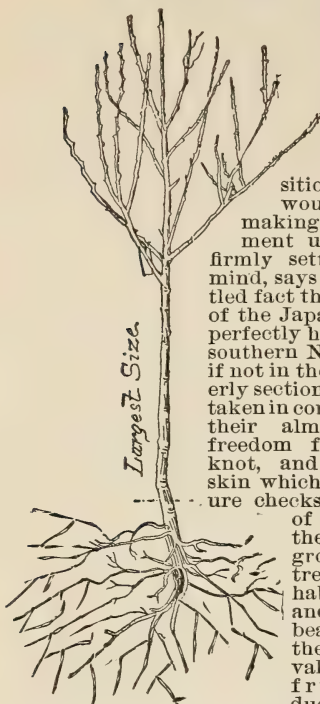 Largest Size
sitio
wou
making
ment u
firmly sett
mind, says
tled fact th
of the Japa
perfectly h
southern N
if not in the
erly section
taken in con
their alm
freedom f
knot, and
skin which
ure checks
of
the
gro
tre
hab
and
bea
the
val
fr
duc